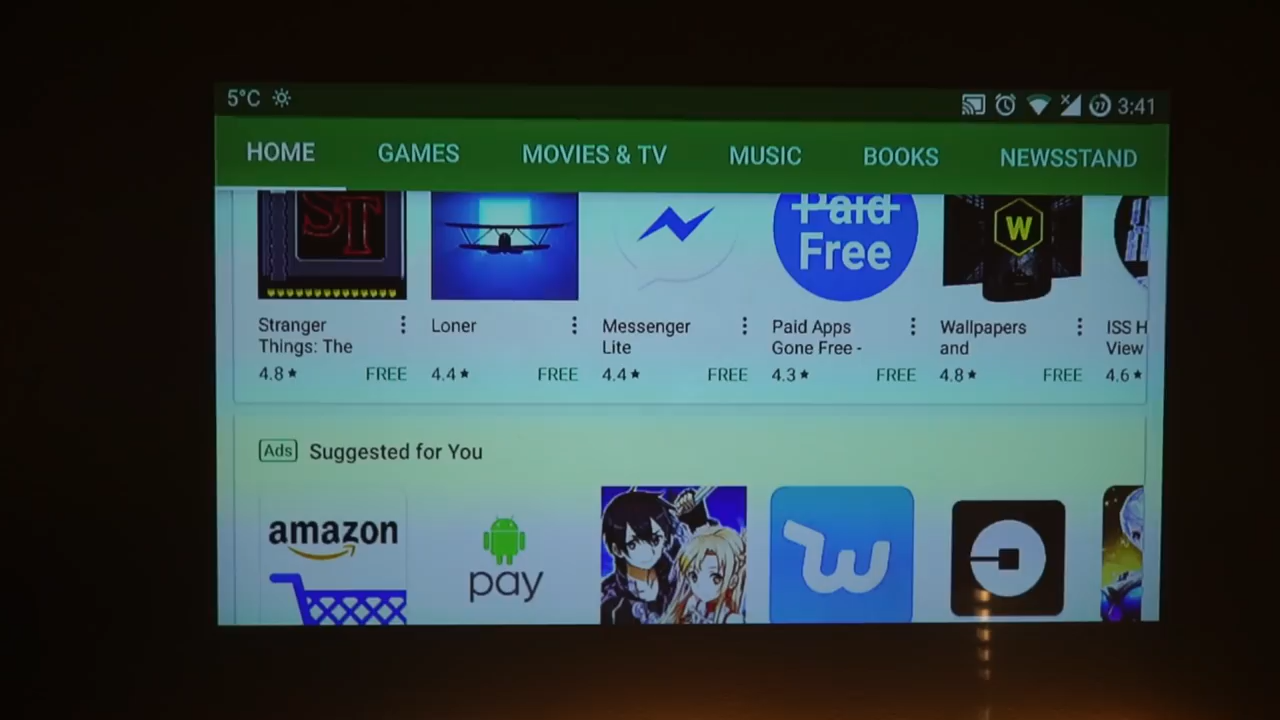 5°C 3:41
HOME GAMES MOVIES & TV MUSIC BOOKS NEWSSTAND
ST
Paid
Free
W
Stranger
Things: The
4.8★ FREE
Loner
4.4★ FREE
Messenger
Lite
4.4★ FREE
Paid Apps
Gone Free -
4.3★ FREE
Wallpapers
and
4.8★ FREE
ISS H
View
4.6★
Ads Suggested for You
amazon
pay
w